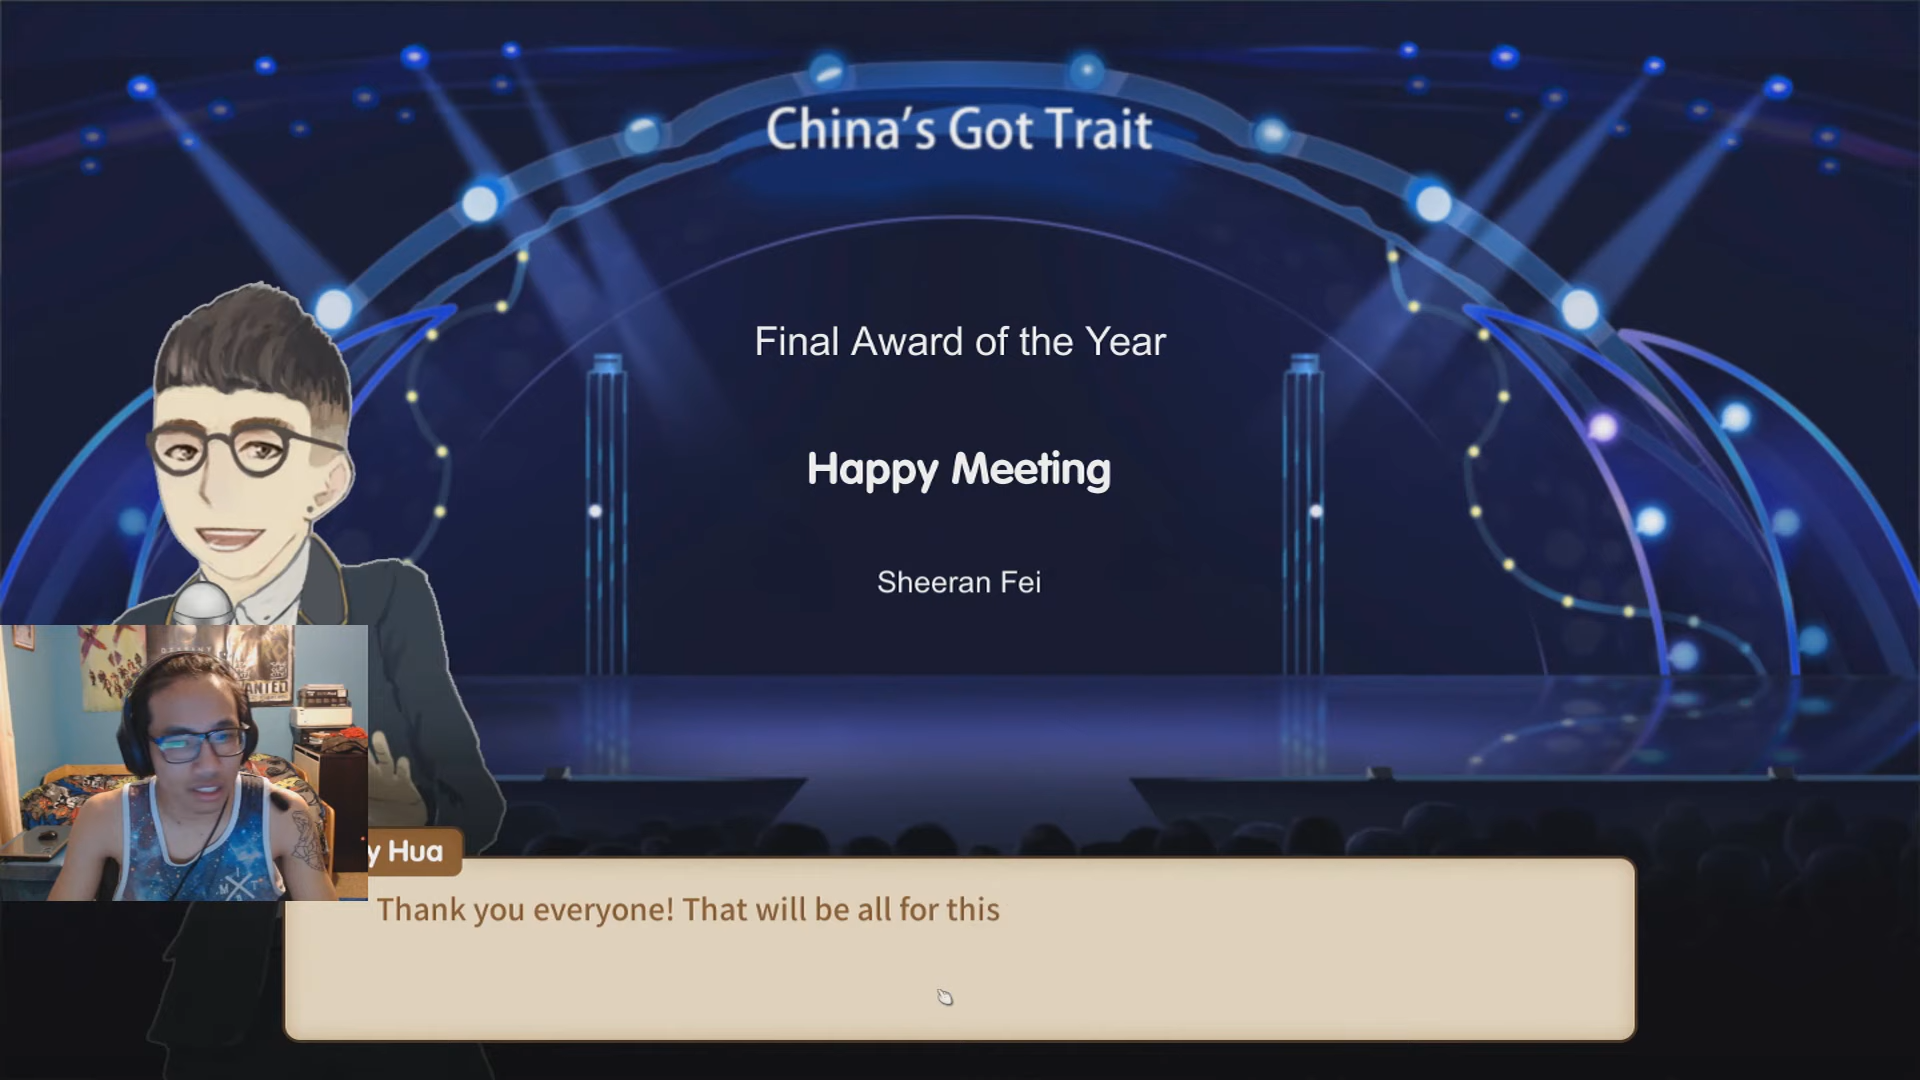 China's Got Trait
Final Award of the Year
Happy Meeting
Sheeran Fei
WANTED
y Hua
Thank you everyone! That will be all for this